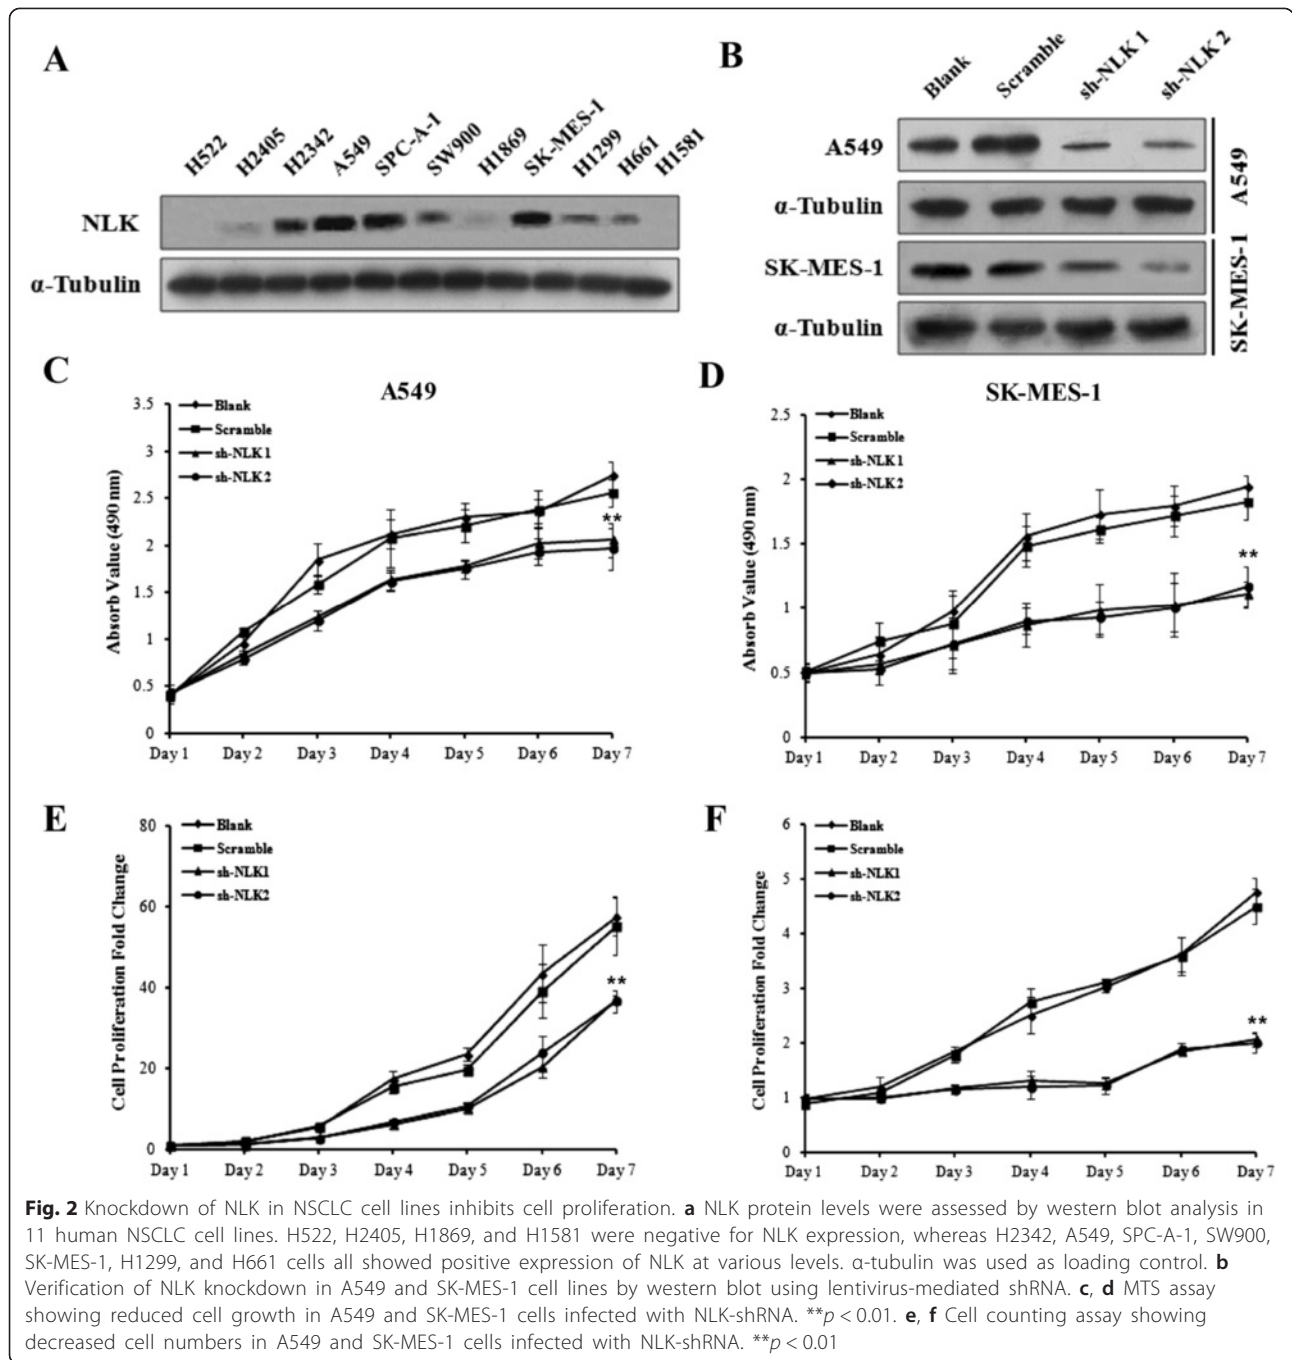 A
H522 H2405 H2342 A549 SPC-A-1 SW900 H1869 SK-MES-1 H1299 H661 H1581
NLK
α-Tubulin
B
Blank Scramble sh-NLK 1 sh-NLK 2
A549
α-Tubulin
A549
SK-MES-1
α-Tubulin
SK-MES-1
C
A549
Blank
Scramble
sh-NLK 1
sh-NLK 2
Absorb Value (490 nm)
3.5
3
2.5
2
1.5
1
0.5
0
**
Day 1 Day 2 Day 3 Day 4 Day 5 Day 6 Day 7
D
SK-MES-1
Blank
Scramble
sh-NLK 1
sh-NLK 2
Absorb Value (490 nm)
2.5
2
1.5
1
0.5
0
**
Day 1 Day 2 Day 3 Day 4 Day 5 Day 6 Day 7
E
Blank
Scramble
sh-NLK1
sh-NLK2
Cell Proliferation Fold Change
80
60
40
20
0
**
Day 1 Day 2 Day 3 Day 4 Day 5 Day 6 Day 7
F
Blank
Scramble
sh-NLK1
sh-NLK2
Cell Proliferation Fold Change
6
5
4
3
2
1
0
**
Day 1 Day 2 Day 3 Day 4 Day 5 Day 6 Day 7
Fig. 2 Knockdown of NLK in NSCLC cell lines inhibits cell proliferation. a NLK protein levels were assessed by western blot analysis in
11 human NSCLC cell lines. H522, H2405, H1869, and H1581 were negative for NLK expression, whereas H2342, A549, SPC-A-1, SW900,
SK-MES-1, H1299, and H661 cells all showed positive expression of NLK at various levels. α-tubulin was used as loading control. b
Verification of NLK knockdown in A549 and SK-MES-1 cell lines by western blot using lentivirus-mediated shRNA. c, d MTS assay
showing reduced cell growth in A549 and SK-MES-1 cells infected with NLK-shRNA. **p < 0.01. e, f Cell counting assay showing
decreased cell numbers in A549 and SK-MES-1 cells infected with NLK-shRNA. **p < 0.01